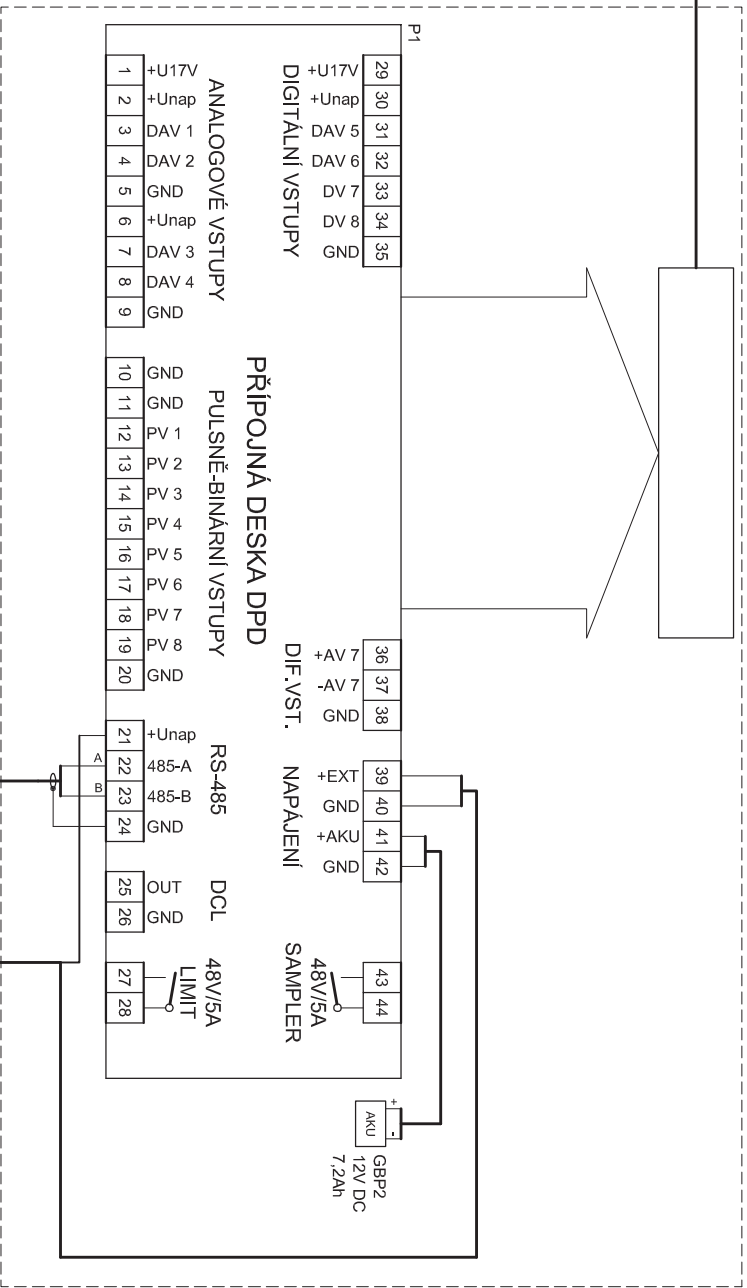 P1
29 +U17V
30 +Unap
31 DAV 5
32 DAV 6
33 DV 7
34 DV 8
35 GND
DIGITÁLNÍ VSTUPY
1 +U17V
2 +Unap
3 DAV 1
4 DAV 2
5 GND
6 +Unap
7 DAV 3
8 DAV 4
9 GND
ANALOGOVÉ VSTUPY
PŘÍPOJNÁ DESKA DPD
10 GND
11 GND
12 PV 1
13 PV 2
14 PV 3
15 PV 4
16 PV 5
17 PV 6
18 PV 7
19 PV 8
20 GND
PULSNĚ-BINÁRNÍ VSTUPY
36 +AV 7
37 -AV 7
38 GND
DIF.VST.
39 +EXT
40 GND
41 +AKU
42 GND
NAPÁJENÍ
21 +Unap
A 22 485-A
B 23 485-B
24 GND
RS-485
25 OUT
26 GND
DCL
27
28
48V/5A
LIMIT
43
44
48V/5A
SAMPLER
+ -
AKU
GBP2
12V DC
7,2Ah